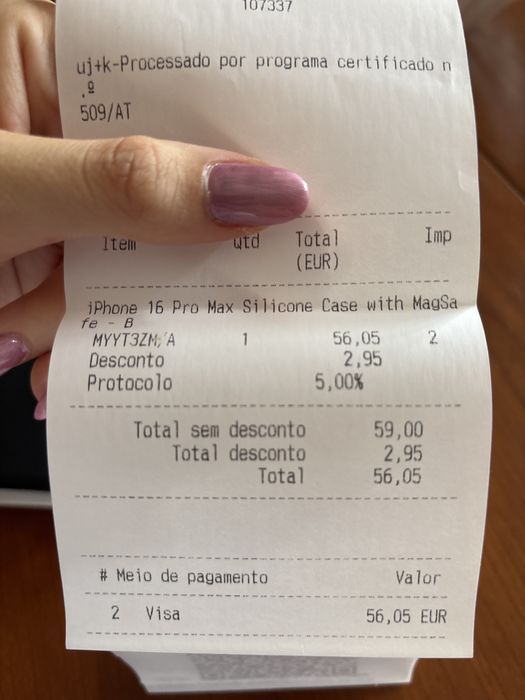 107337
uj+k-Processado por programa certificado n
.º
509/AT
Item Qtd Total Imp
(EUR)
iPhone 16 Pro Max Silicone Case with MagSa
fe - B
MYYT3ZM/A 1 56,05 2
Desconto 2,95
Protocolo 5,00%
Total sem desconto 59,00
Total desconto 2,95
Total 56,05
# Meio de pagamento Valor
2 Visa 56,05 EUR